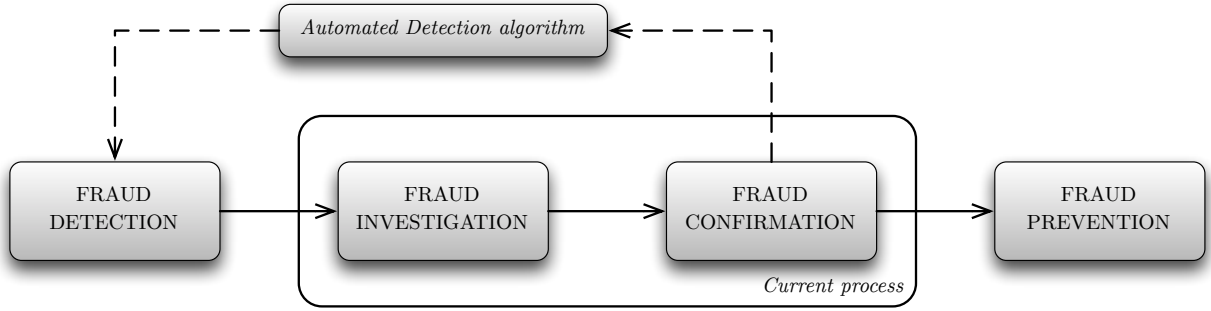 Automated Detection algorithm
FRAUD
DETECTION
FRAUD
INVESTIGATION
FRAUD
CONFIRMATION
FRAUD
PREVENTION
Current process